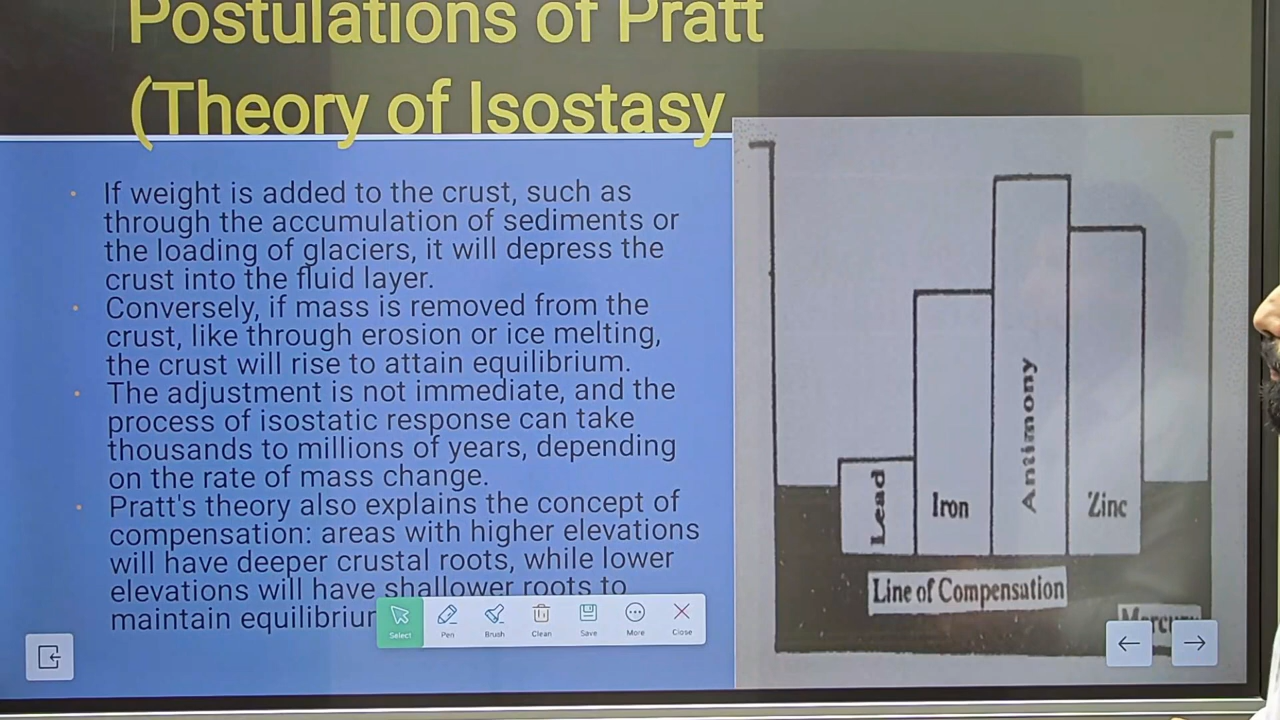 Postulations of Pratt
(Theory of Isostasy
If weight is added to the crust, such as
through the accumulation of sediments or
the loading of glaciers, it will depress the
crust into the fluid layer.
Conversely, if mass is removed from the
crust, like through erosion or ice melting,
the crust will rise to attain equilibrium.
The adjustment is not immediate, and the
process of isostatic response can take
thousands to millions of years, depending
on the rate of mass change.
Pratt's theory also explains the concept of
compensation: areas with higher elevations
will have deeper crustal roots, while lower
elevations will have shallower roots to
maintain
Select
Pen
Brush
Clean
Save
More
Close
Lead
Iron
Antimony
Zinc
Line of Compensation